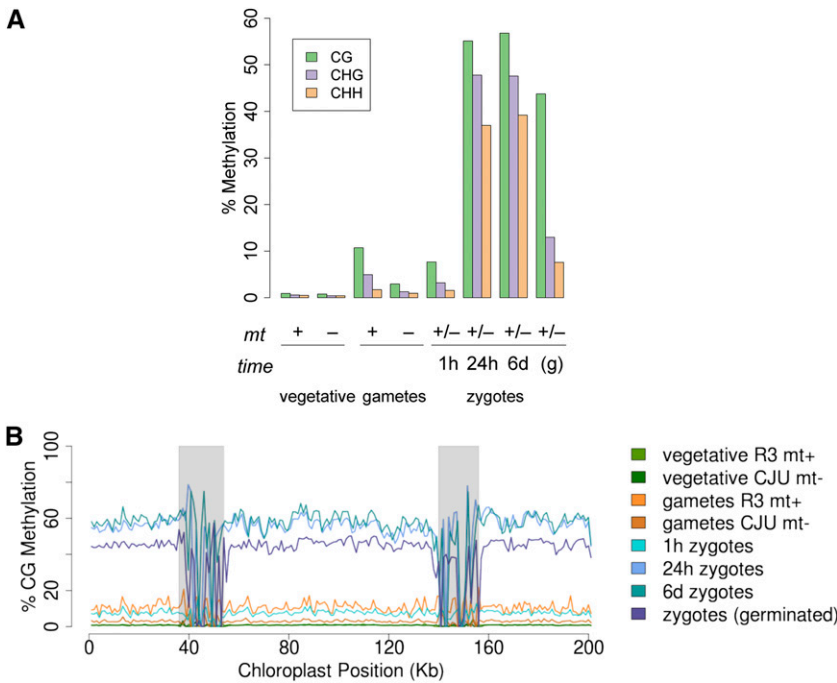 A
% Methylation
60
50
40
30
20
10
0
CG
CHG
CHH
mt + – + – +/– +/– +/– +/–
time 1h 24h 6d (g)
vegetative gametes zygotes
B
% CG Methylation
100
60
40
20
0
0 40 80 120 160 200
Chloroplast Position (Kb)
vegetative R3 mt+
vegetative CJU mt-
gametes R3 mt+
gametes CJU mt-
1h zygotes
24h zygotes
6d zygotes
zygotes (germinated)